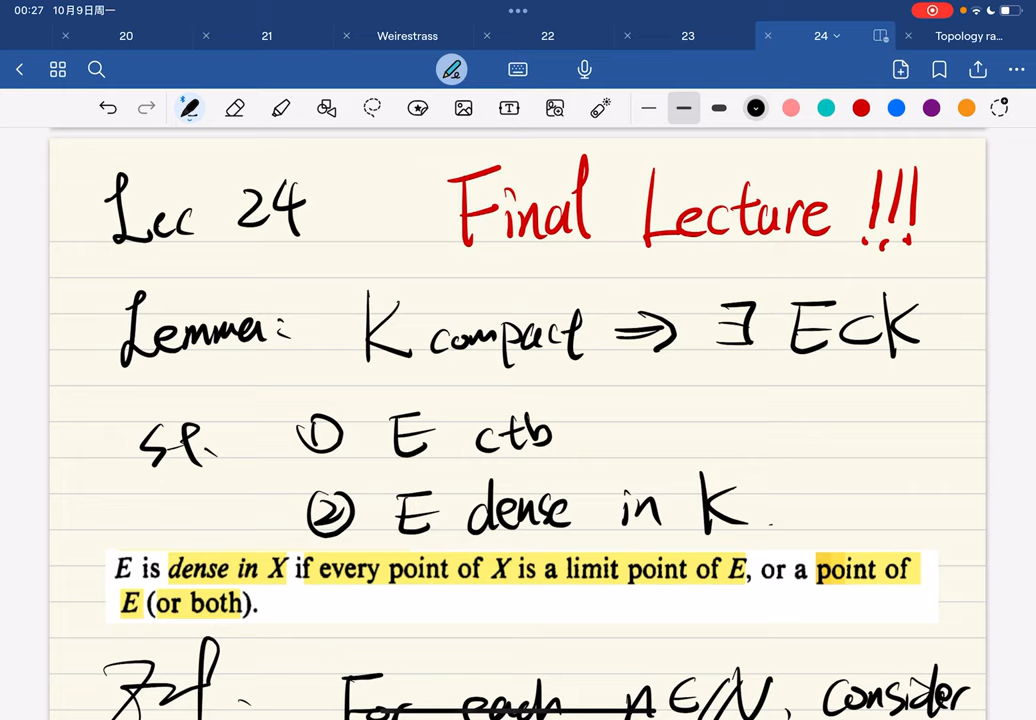 00:27 10月9日周一
20 21 Weirestrass 22 23 24 Topology ra...
Lec 24 Final Lecture !!!
Lemma: K compact ⇒ ∃ E⊂K
s.t. ① E ctb
② E dense in K.
E is dense in X if every point of X is a limit point of E, or a point of
E (or both).
For each n∈ℕ, consider